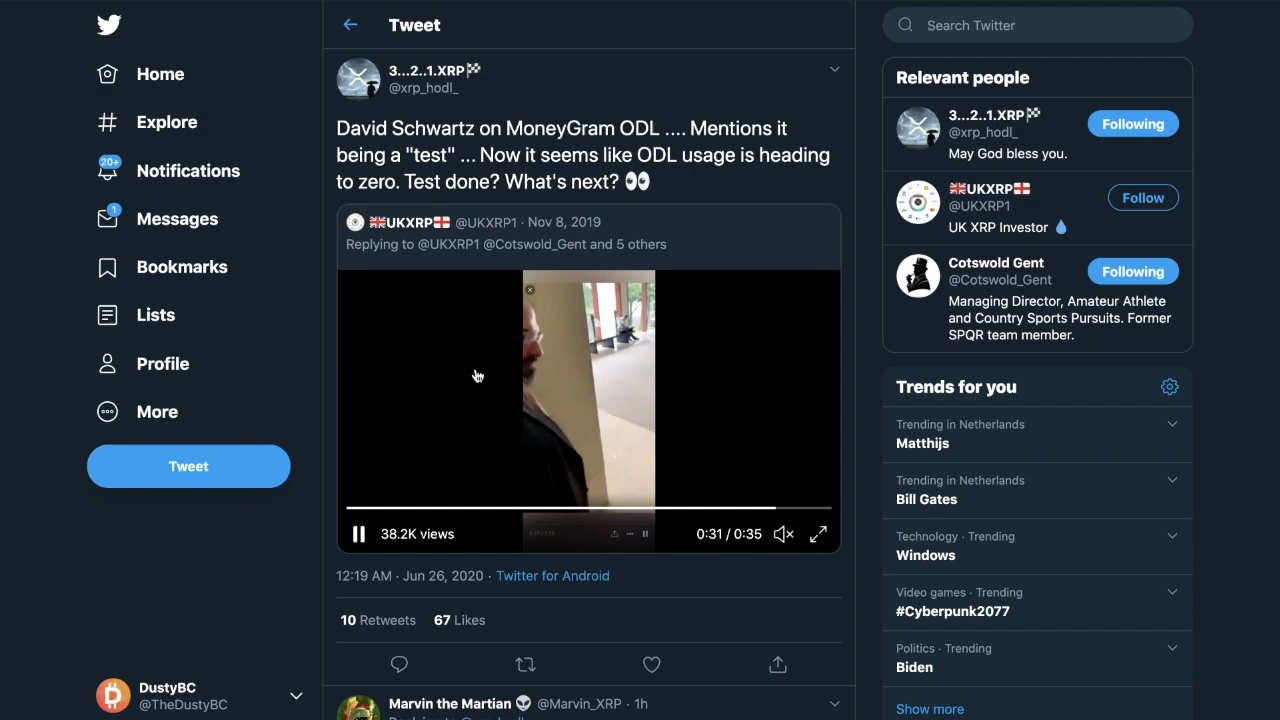 Home
Explore
20+
Notifications
1
Messages
Bookmarks
Lists
Profile
More
Tweet
DustyBC
@TheDustyBC
Tweet
3...2..1.XRP🏁
@xrp_hodl_
David Schwartz on MoneyGram ODL .... Mentions it
being a "test" ... Now it seems like ODL usage is heading
to zero. Test done? What's next? 👀
🇬🇧UKXRP🏴󠁧󠁢󠁥󠁮󠁧󠁿 @UKXRP1 · Nov 8, 2019
Replying to @UKXRP1 @Cotswold_Gent and 5 others
38.2K views
0:31 / 0:35
12:19 AM · Jun 26, 2020 · Twitter for Android
10 Retweets 67 Likes
Marvin the Martian 👽 @Marvin_XRP · 1h
Search Twitter
Relevant people
3...2..1.XRP🏁
@xrp_hodl_
Following
May God bless you.
🇬🇧UKXRP🏴󠁧󠁢󠁥󠁮󠁧󠁿
@UKXRP1
Follow
UK XRP Investor 💧
Cotswold Gent
@Cotswold_Gent
Following
Managing Director, Amateur Athlete
and Country Sports Pursuits. Former
SPQR team member.
Trends for you
Trending in Netherlands
Matthijs
Trending in Netherlands
Bill Gates
Technology · Trending
Windows
Video games · Trending
#Cyberpunk2077
Politics · Trending
Biden
Show more